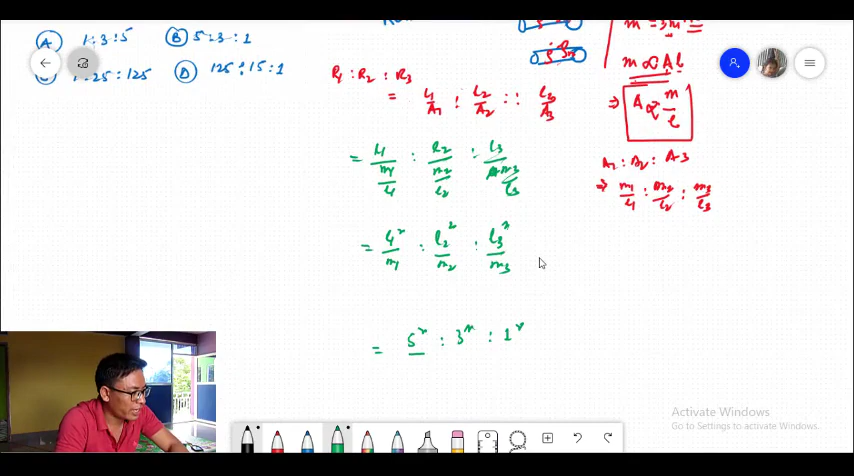 (A) 1:3:5 (B) 5:3:1
1:25:125 (D) 125:15:1
m ∝ Al
⇒ A ∝ m/l
R1 : R2 : R3
= l1/A1 : l2/A2 : : l3/A3
A1 : A2 : A3
⇒ m1/l1 : m2/l2 : m3/l3
= l1/(m1/l1) : l2/(m2/l2) : l3/(m3/l3)
= l1²/m1 : l2²/m2 : l3²/m3
= 5² : 3² : 1²
Activate Windows
Go to Settings to activate Windows.